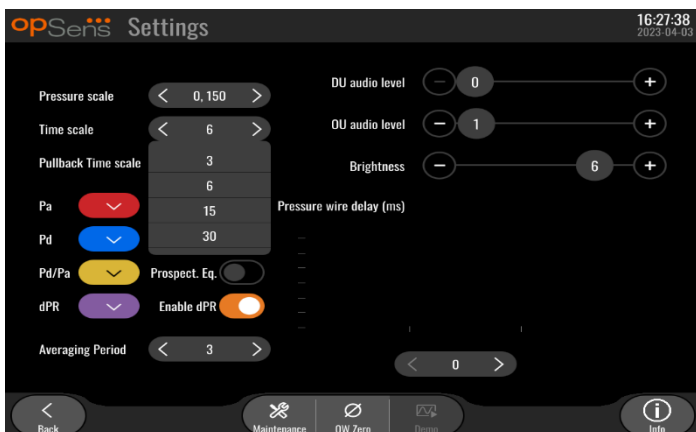 opSens Settings
16:27:38
2023-04-03
Pressure scale 0, 150
Time scale 6
Pullback Time scale
3
6
15
30
Pa
Pd
Pd/Pa Prospect. Eq.
dPR Enable dPR
Averaging Period 3
DU audio level 0
OU audio level 1
Brightness 6
Pressure wire delay (ms)
0
Back
Maintenance
OW Zero
Demo
Info